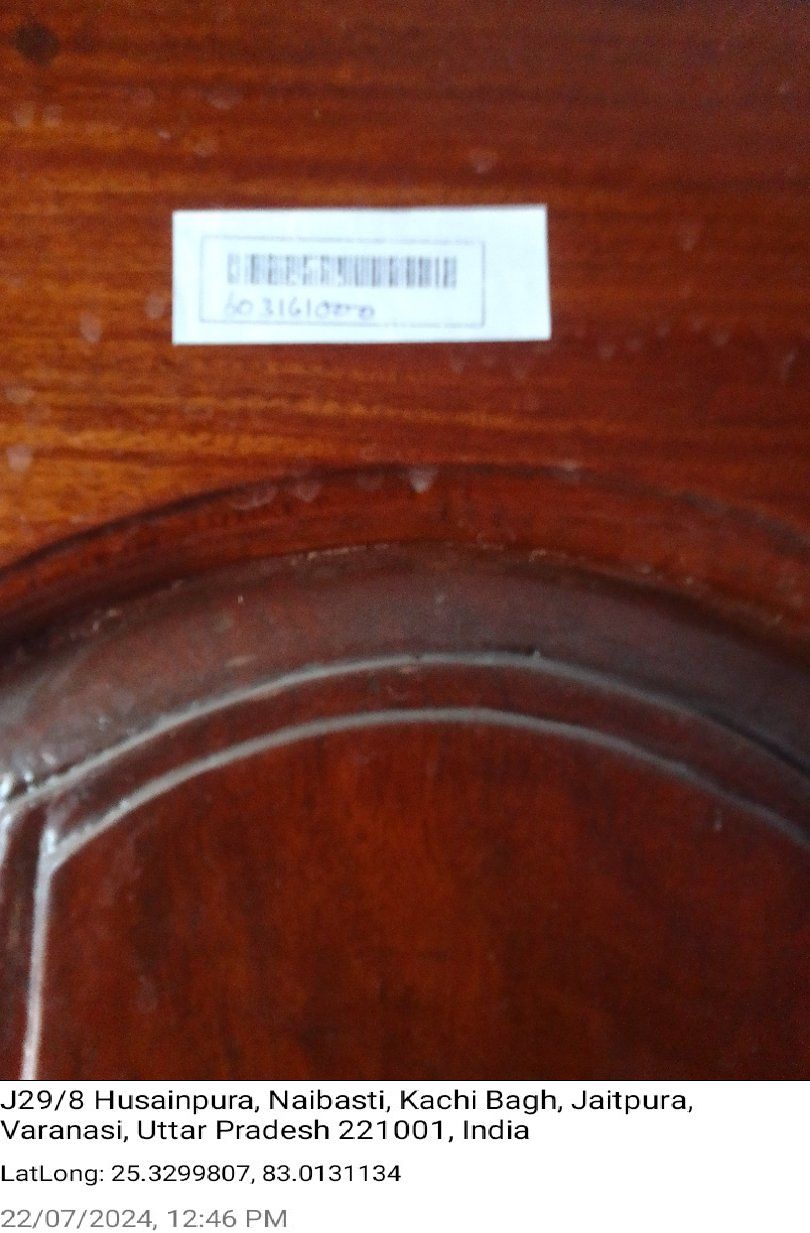 J29/8 Husainpura, Naibasti, Kachi Bagh, Jaitpura,
Varanasi, Uttar Pradesh 221001, India
LatLong: 25.3299807, 83.0131134
22/07/2024, 12:46 PM